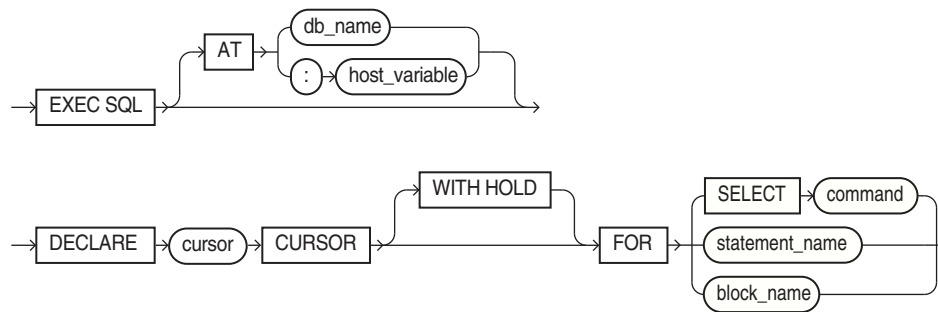 db_name
AT
: host_variable
EXEC SQL
WITH HOLD
SELECT command
DECLARE cursor CURSOR FOR statement_name
block_name